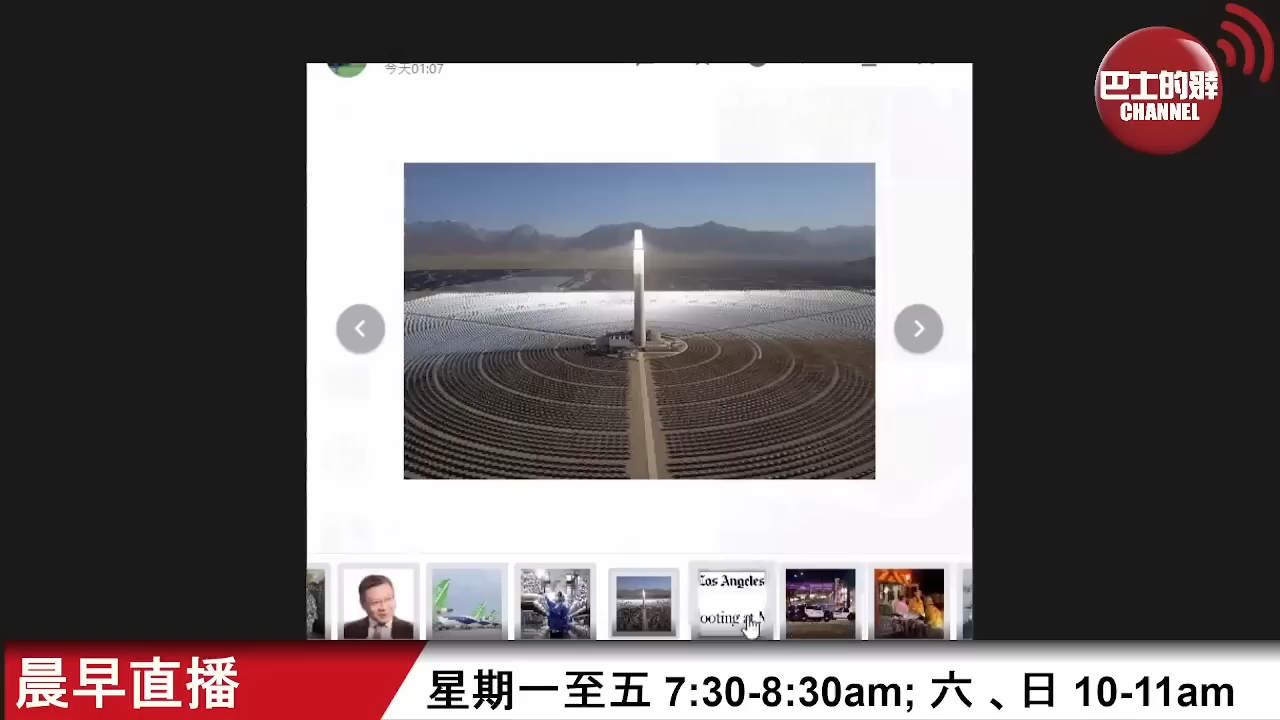 今天01:07
巴士的報
CHANNEL
Los Angeles
ooting at M
晨早直播
星期一至五 7:30-8:30am; 六、日 10-11am